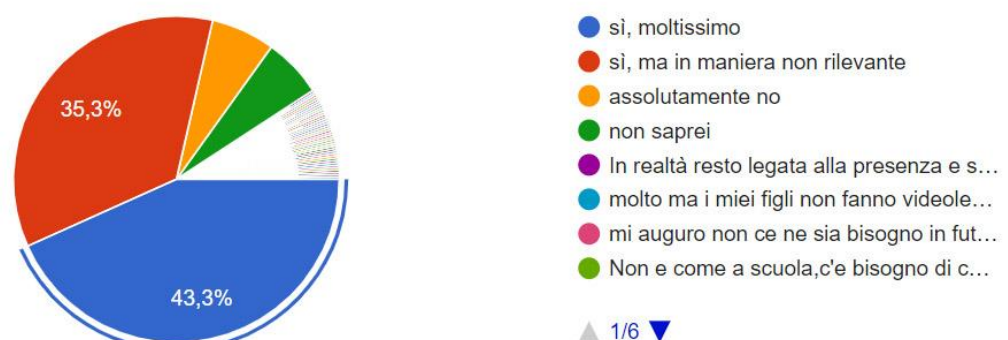 35,3%
43,3%
sì, moltissimo
sì, ma in maniera non rilevante
assolutamente no
non saprei
In realtà resto legata alla presenza e s...
molto ma i miei figli non fanno videole...
mi auguro non ce ne sia bisogno in fut...
Non e come a scuola,c'e bisogno di c...
1/6